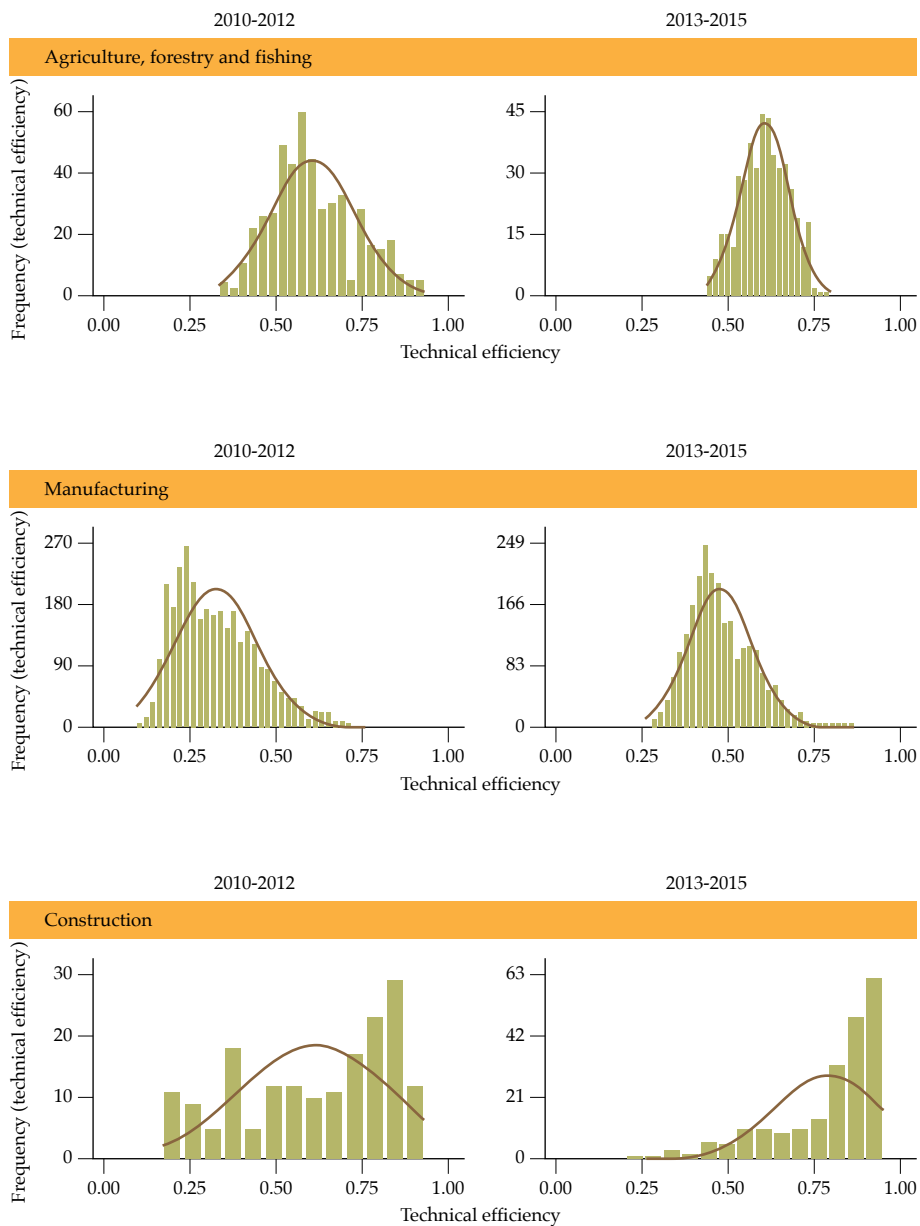 2010-2012 2013-2015
Agriculture, forestry and fishing
Frequency (technical efficiency)
60 45
40 30
20 15
0 0
0.00 0.25 0.50 0.75 1.00 0.00 0.25 0.50 0.75 1.00
Technical efficiency
2010-2012 2013-2015
Manufacturing
Frequency (technical efficiency)
270 249
180 166
90 83
0 0
0.00 0.25 0.50 0.75 1.00 0.00 0.25 0.50 0.75 1.00
Technical efficiency
2010-2012 2013-2015
Construction
Frequency (technical efficiency)
30 63
20 42
10 21
0 0
0.00 0.25 0.50 0.75 1.00 0.00 0.25 0.50 0.75 1.00
Technical efficiency